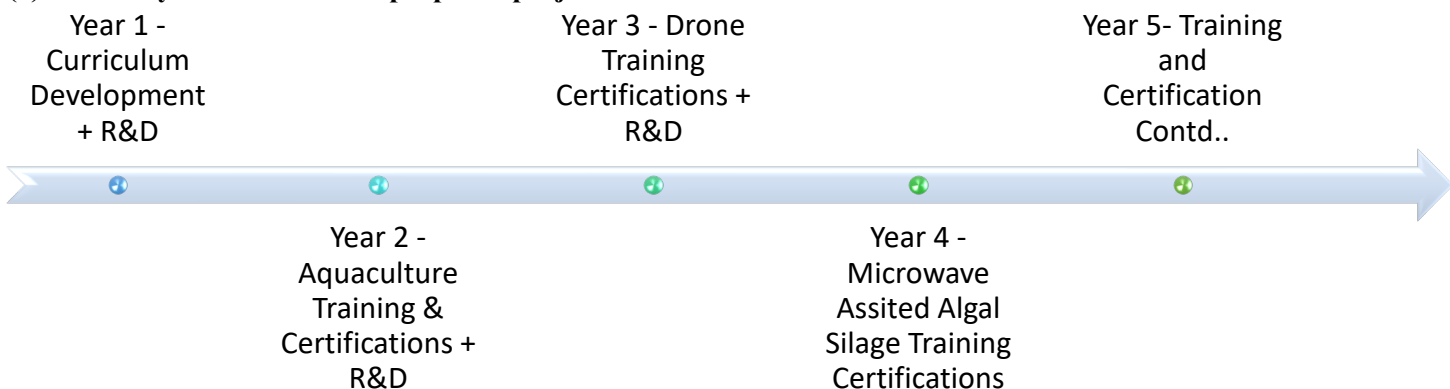 Year 1 -
Curriculum
Development
+ R&D
Year 2 -
Aquaculture
Training &
Certifications +
R&D
Year 3 - Drone
Training
Certifications +
R&D
Year 4 -
Microwave
Assited Algal
Silage Training
Certifications
Year 5- Training
and
Certification
Contd..